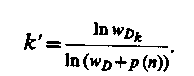 k′ = ln w_{D_k} / ln (w_D + p (n)).